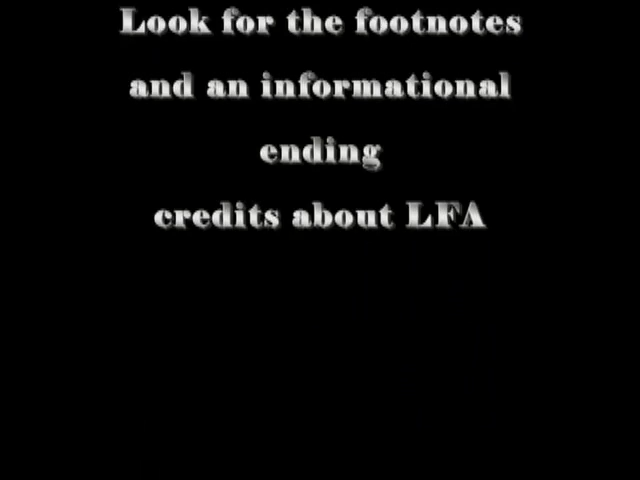 Look for the footnotes
and an informational
ending
credits about LFA